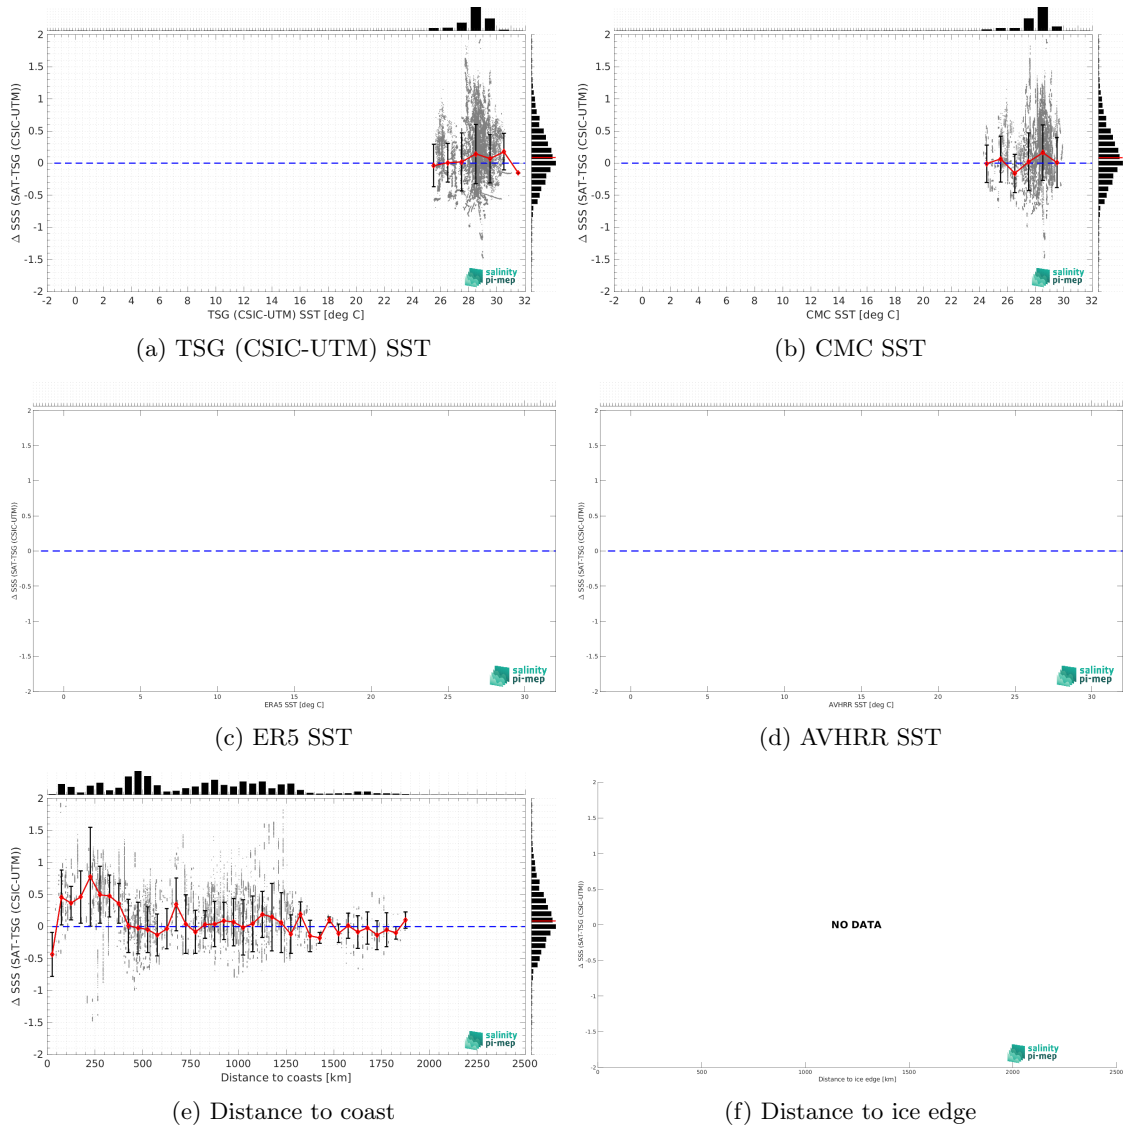 2
1.5
1
0.5
0
-0.5
-1
-1.5
-2
Δ SSS (SAT-TSG (CSIC-UTM))
-2 0 2 4 6 8 10 12 14 16 18 20 22 24 26 28 30 32
TSG (CSIC-UTM) SST [deg C]
salinity
pi-mep
(a) TSG (CSIC-UTM) SST
2
1.5
1
0.5
0
-0.5
-1
-1.5
-2
Δ SSS (SAT-TSG (CSIC-UTM))
-2 0 2 4 6 8 10 12 14 16 18 20 22 24 26 28 30 32
CMC SST [deg C]
salinity
pi-mep
(b) CMC SST
2
1.5
1
0.5
0
-0.5
-1
-1.5
-2
Δ SSS (SAT-TSG (CSIC-UTM))
0 5 10 15 20 25 30
ERA5 SST [deg C]
salinity
pi-mep
(c) ER5 SST
2
1.5
1
0.5
0
-0.5
-1
-1.5
-2
Δ SSS (SAT-TSG (CSIC-UTM))
0 5 10 15 20 25 30
AVHRR SST [deg C]
salinity
pi-mep
(d) AVHRR SST
2
1.5
1
0.5
0
-0.5
-1
-1.5
-2
Δ SSS (SAT-TSG (CSIC-UTM))
0 250 500 750 1000 1250 1500 1750 2000 2250 2500
Distance to coasts [km]
salinity
pi-mep
(e) Distance to coast
2
1.5
1
0.5
0
-0.5
-1
-1.5
-2
Δ SSS (SAT-TSG (CSIC-UTM))
NO DATA
0 500 1000 1500 2000 2500
Distance to ice edge [km]
salinity
pi-mep
(f) Distance to ice edge